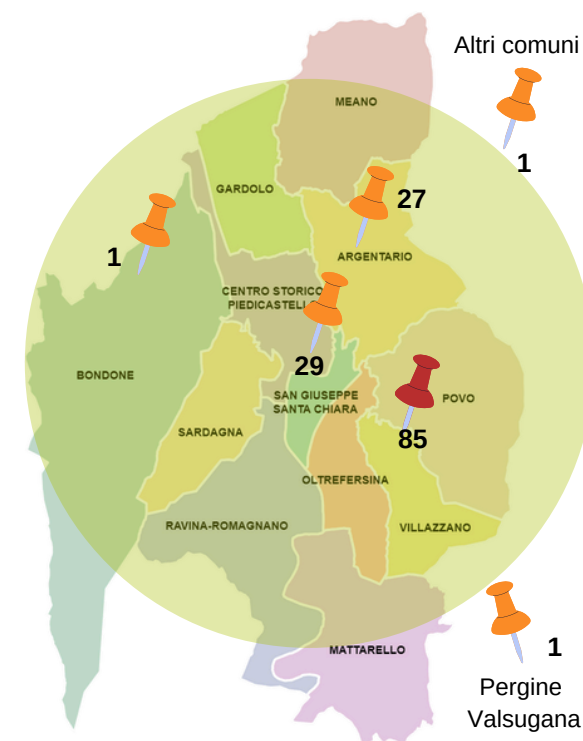 Altri comuni
1
MEANO
27
GARDOLO
1
ARGENTARIO
CENTRO STORICO
29
BONDONE
SAN GIUSEPPE
SANTA CHIARA
POVO
85
SARDAGNA
OLTREFERSINA
RAVINA-ROMAGNANO
VILLAZZANO
MATTARELLO
1
Pergine
Valsugana